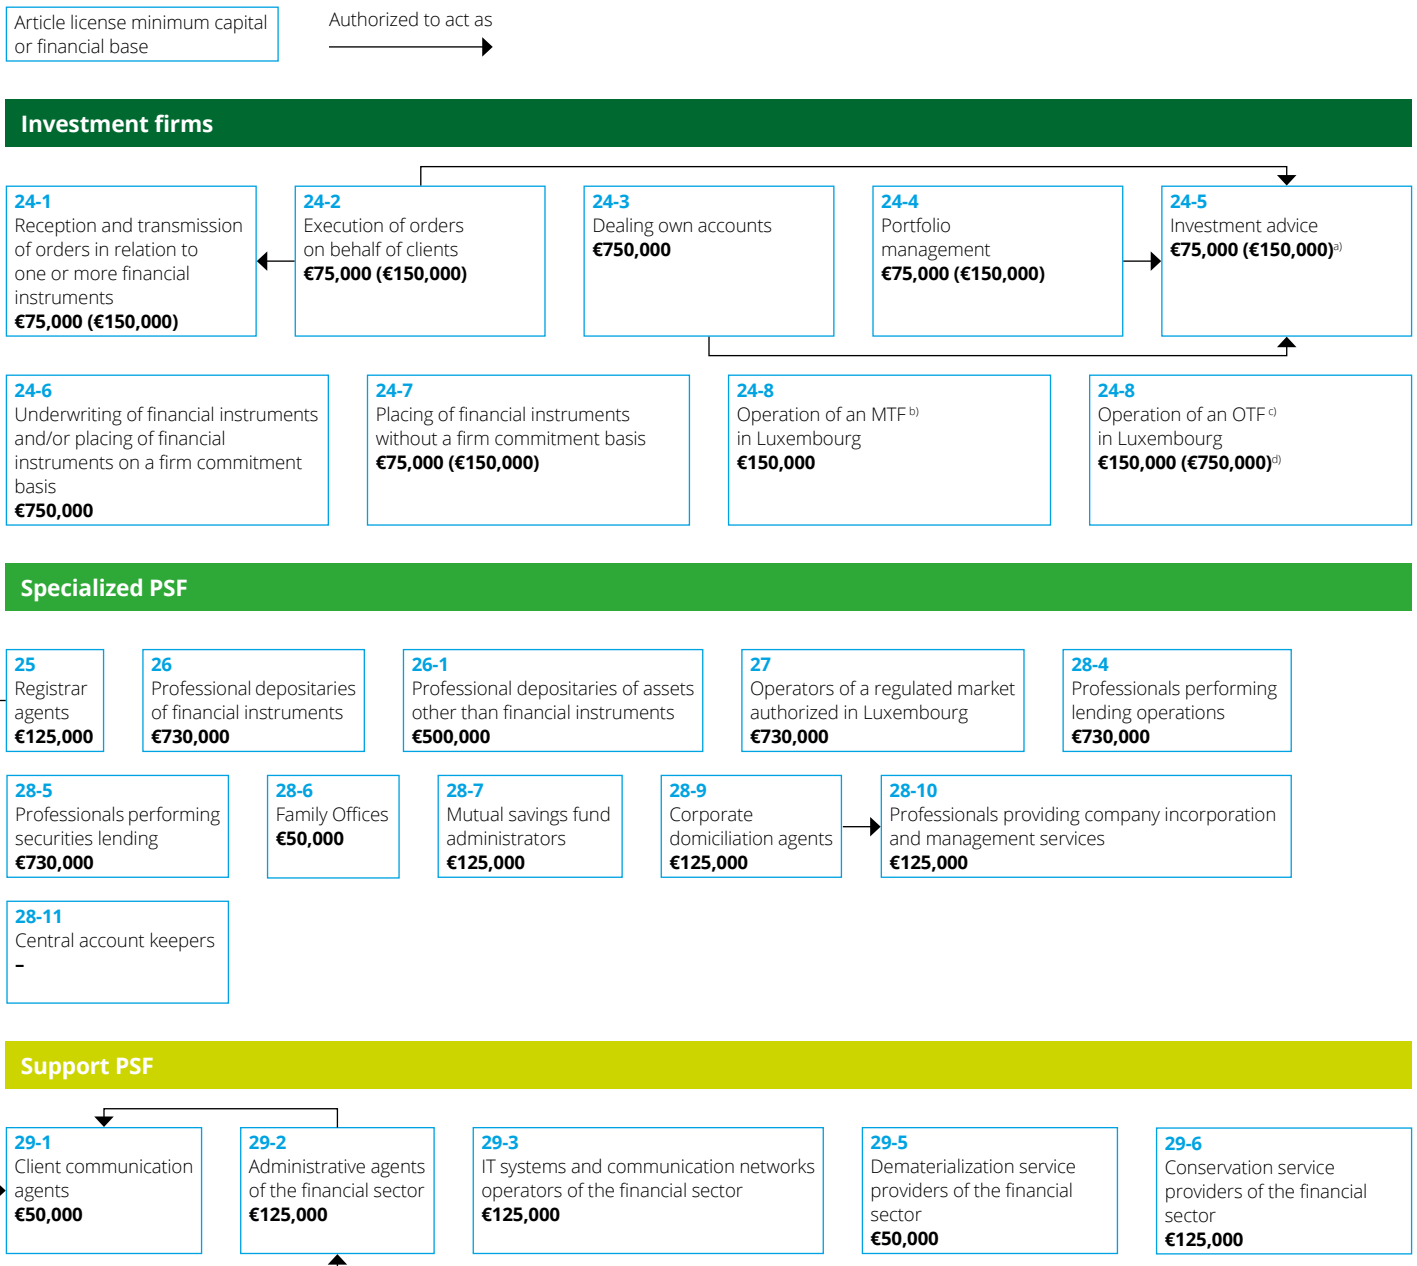 Article license minimum capital
or financial base
Authorized to act as
Investment firms
24-1
Reception and transmission
of orders in relation to
one or more financial
instruments
€75,000 (€150,000)
24-2
Execution of orders
on behalf of clients
€75,000 (€150,000)
24-3
Dealing own accounts
€750,000
24-4
Portfolio
management
€75,000 (€150,000)
24-5
Investment advice
€75,000 (€150,000)a)
24-6
Underwriting of financial instruments
and/or placing of financial
instruments on a firm commitment
basis
€750,000
24-7
Placing of financial instruments
without a firm commitment basis
€75,000 (€150,000)
24-8
Operation of an MTF b)
in Luxembourg
€150,000
24-8
Operation of an OTF c)
in Luxembourg
€150,000 (€750,000)d)
Specialized PSF
25
Registrar
agents
€125,000
26
Professional depositaries
of financial instruments
€730,000
26-1
Professional depositaries of assets
other than financial instruments
€500,000
27
Operators of a regulated market
authorized in Luxembourg
€730,000
28-4
Professionals performing
lending operations
€730,000
28-5
Professionals performing
securities lending
€730,000
28-6
Family Offices
€50,000
28-7
Mutual savings fund
administrators
€125,000
28-9
Corporate
domiciliation agents
€125,000
28-10
Professionals providing company incorporation
and management services
€125,000
28-11
Central account keepers
–
Support PSF
29-1
Client communication
agents
€50,000
29-2
Administrative agents
of the financial sector
€125,000
29-3
IT systems and communication networks
operators of the financial sector
€125,000
29-5
Dematerialization service
providers of the financial
sector
€50,000
29-6
Conservation service
providers of the financial
sector
€125,000